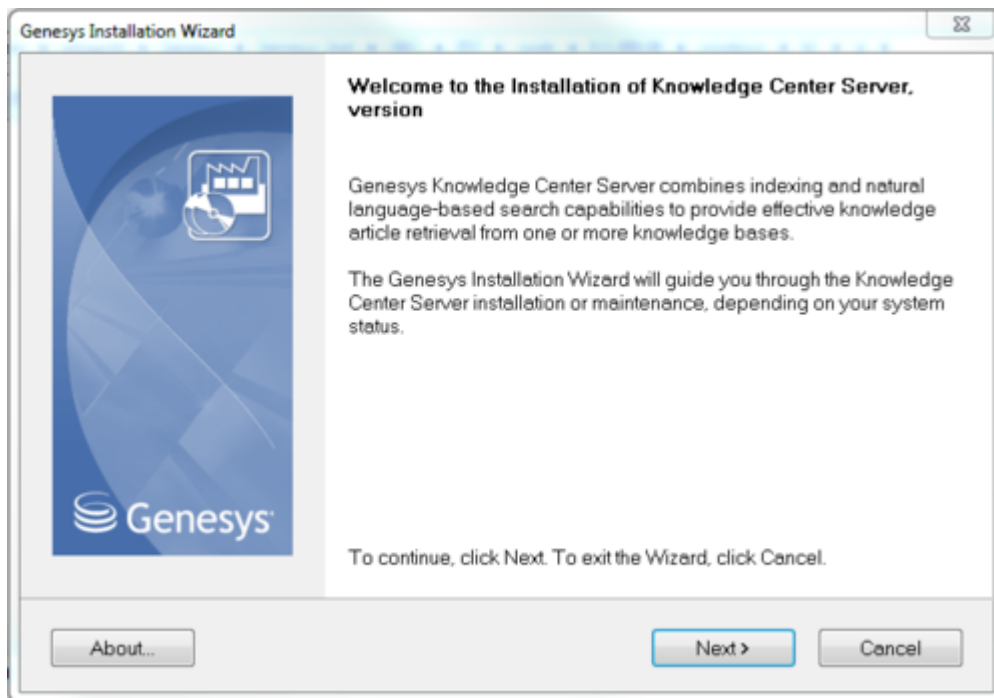 Genesys Installation Wizard
Welcome to the Installation of Knowledge Center Server,
version
Genesys Knowledge Center Server combines indexing and natural
language-based search capabilities to provide effective knowledge
article retrieval from one or more knowledge bases.
The Genesys Installation Wizard will guide you through the Knowledge
Center Server installation or maintenance, depending on your system
status.
Genesys
To continue, click Next. To exit the Wizard, click Cancel.
About...
Next >
Cancel